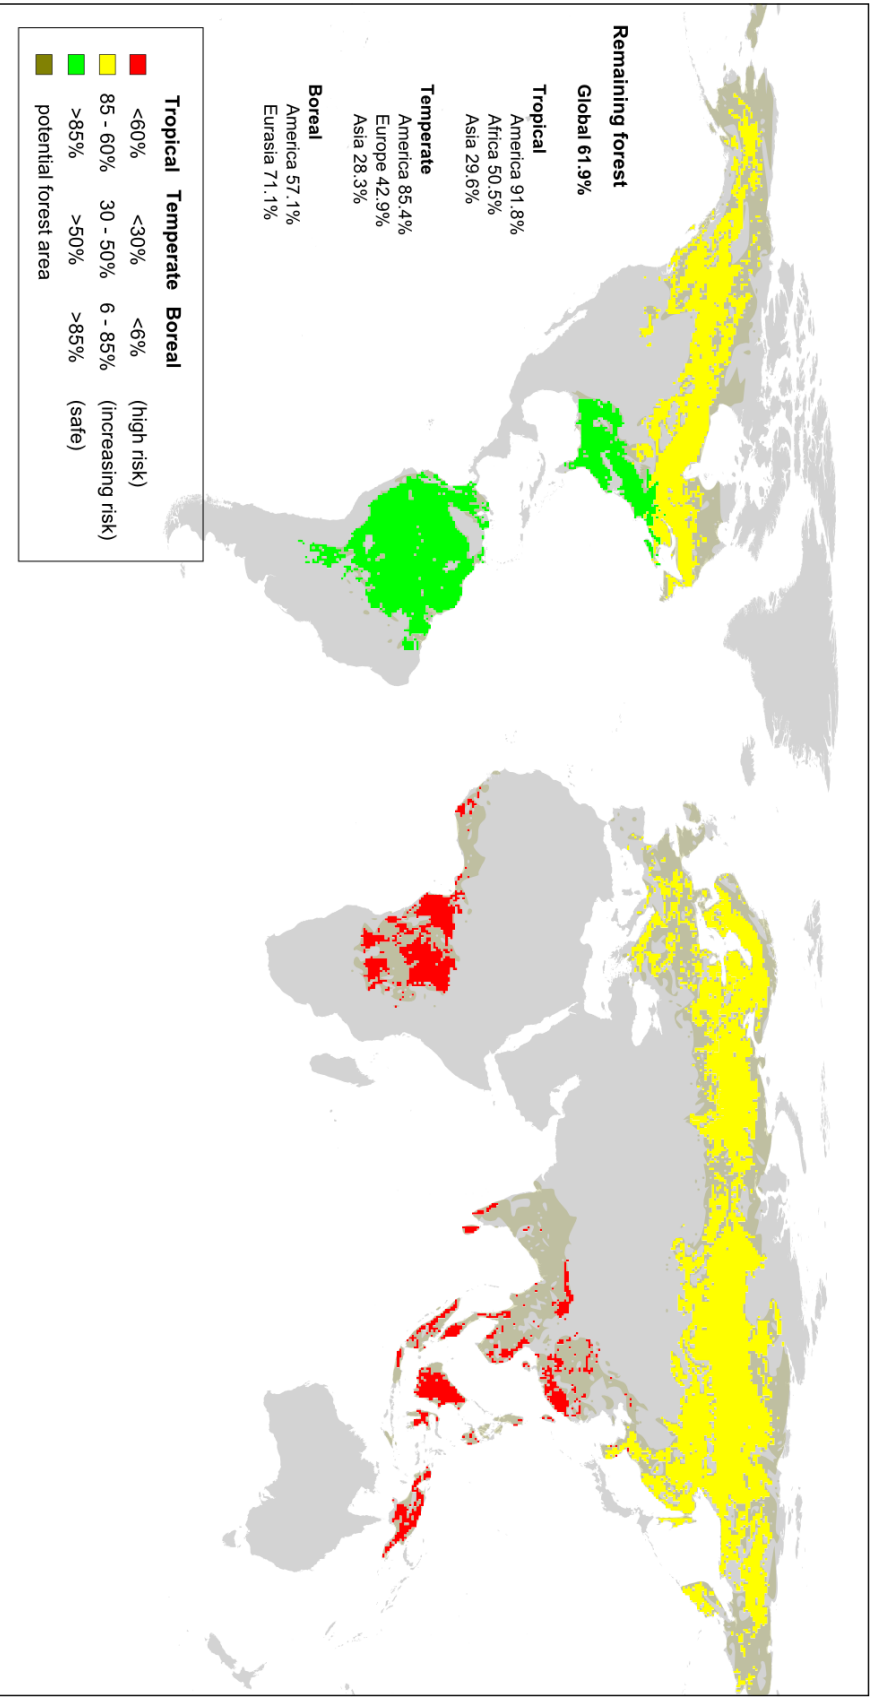 Remaining forest
Global 61.9%
Tropical
America 91.8%
Africa 50.5%
Asia 29.6%
Temperate
America 85.4%
Europe 42.9%
Asia 28.3%
Boreal
America 57.1%
Eurasia 71.1%
Tropical Temperate Boreal
<60% <30% <6% (high risk)
85 - 60% 30 - 50% 6 - 85% (increasing risk)
>85% >50% >85% (safe)
potential forest area